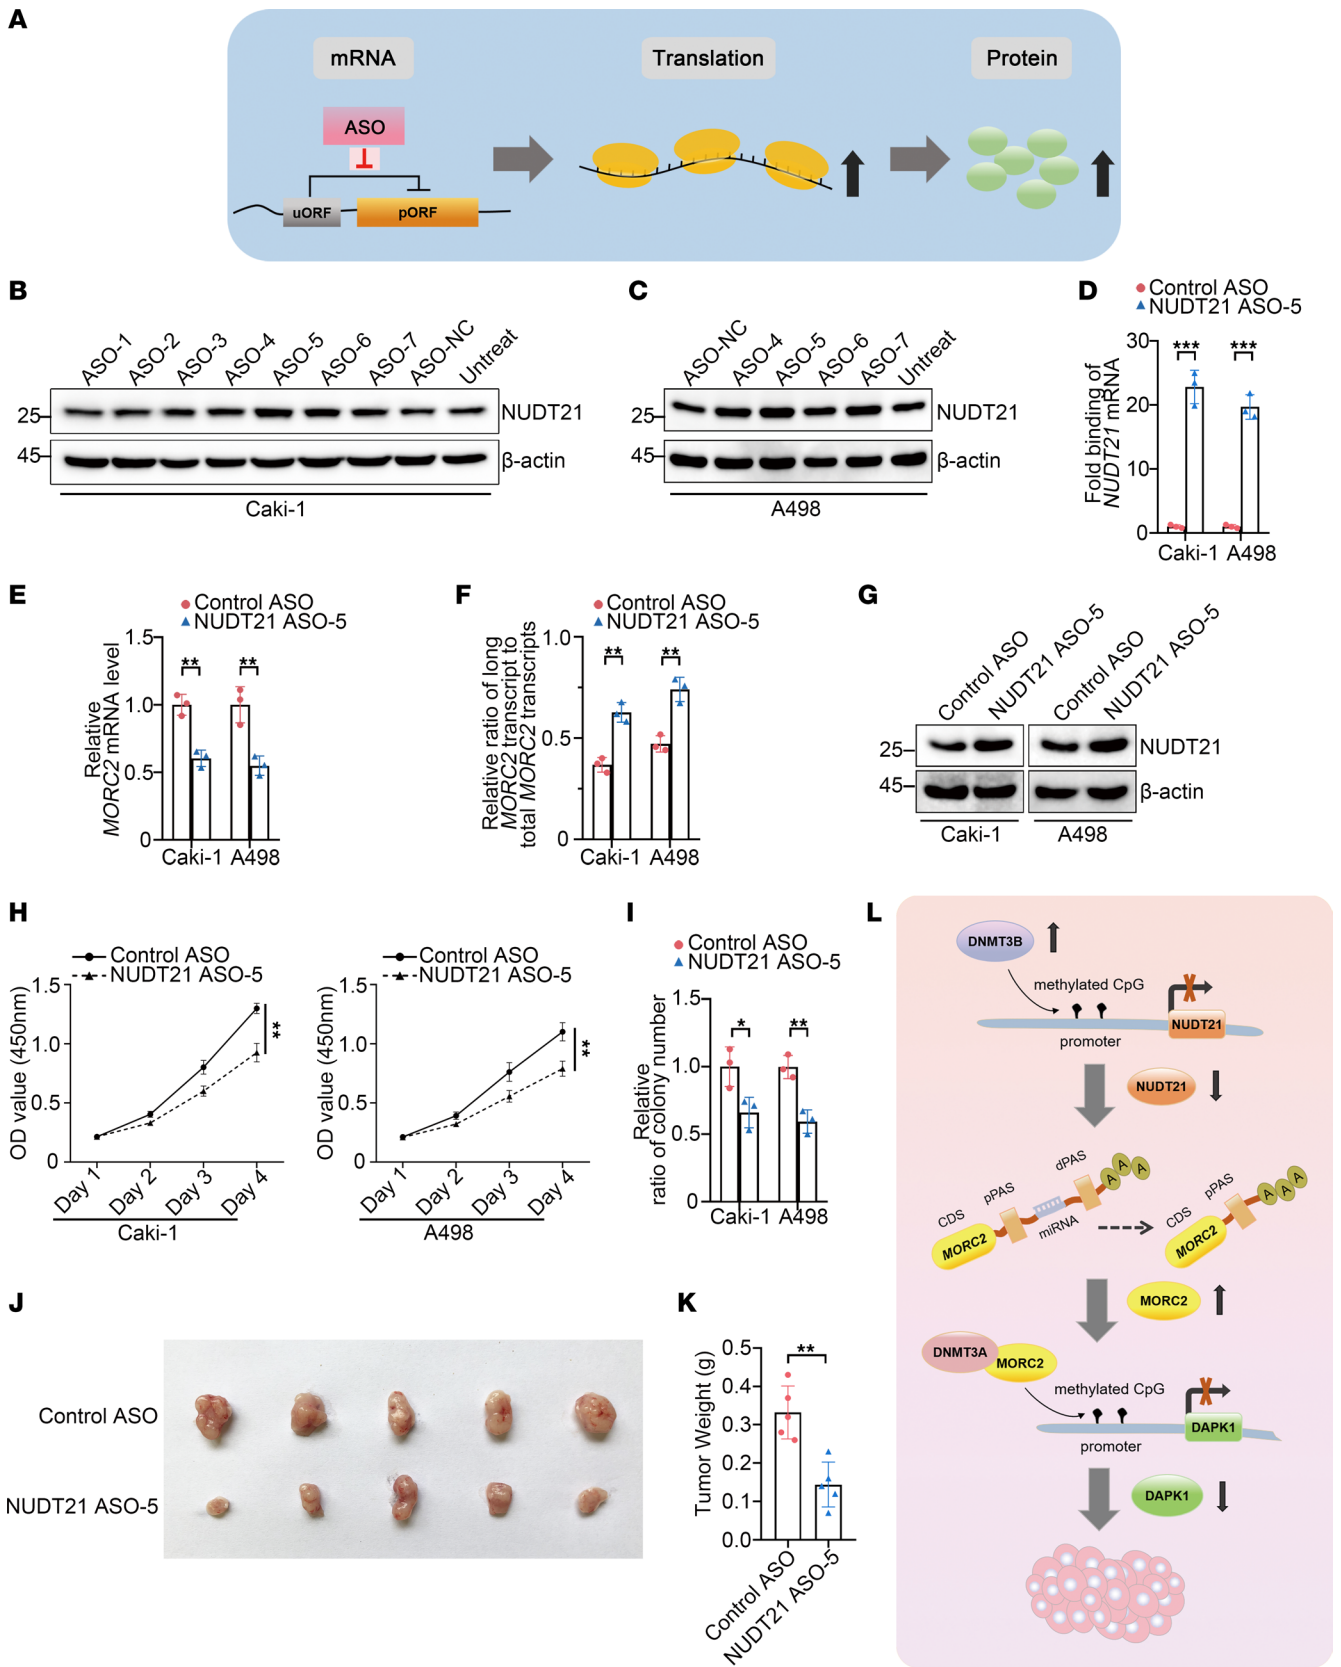 A
mRNA
Translation
Protein
ASO
uORF
pORF
B
ASO-1
ASO-2
ASO-3
ASO-4
ASO-5
ASO-6
ASO-7
ASO-NC
Untreat
25
NUDT21
45
β-actin
Caki-1
C
ASO-NC
ASO-4
ASO-5
ASO-6
ASO-7
Untreat
25
NUDT21
45
β-actin
A498
D
Control ASO
NUDT21 ASO-5
Fold binding of
NUDT21 mRNA
30
20
10
0
***
***
Caki-1
A498
E
Control ASO
NUDT21 ASO-5
Relative
MORC2 mRNA level
1.5
1.0
0.5
0
**
**
Caki-1
A498
F
Control ASO
NUDT21 ASO-5
Relative ratio of long
MORC2 transcript to
total MORC2 transcripts
1.0
0.5
0
**
**
Caki-1
A498
G
Control ASO
NUDT21 ASO-5
Control ASO
NUDT21 ASO-5
25
NUDT21
45
β-actin
Caki-1
A498
H
Control ASO
NUDT21 ASO-5
OD value (450nm)
1.5
1.0
0.5
0
**
Day 1
Day 2
Day 3
Day 4
Caki-1
Control ASO
NUDT21 ASO-5
OD value (450nm)
1.5
1.0
0.5
0
**
Day 1
Day 2
Day 3
Day 4
A498
I
Control ASO
NUDT21 ASO-5
Relative
ratio of colony number
1.5
1.0
0.5
0
*
**
Caki-1
A498
J
Control ASO
NUDT21 ASO-5
K
Tumor Weight (g)
0.5
0.4
0.3
0.2
0.1
0.0
**
Control ASO
NUDT21 ASO-5
L
DNMT3B
methylated CpG
NUDT21
promoter
NUDT21
CDS
MORC2
pPAS
miRNA
dPAS
A
A
A
CDS
MORC2
pPAS
A
A
A
MORC2
DNMT3A
MORC2
methylated CpG
DAPK1
promoter
DAPK1